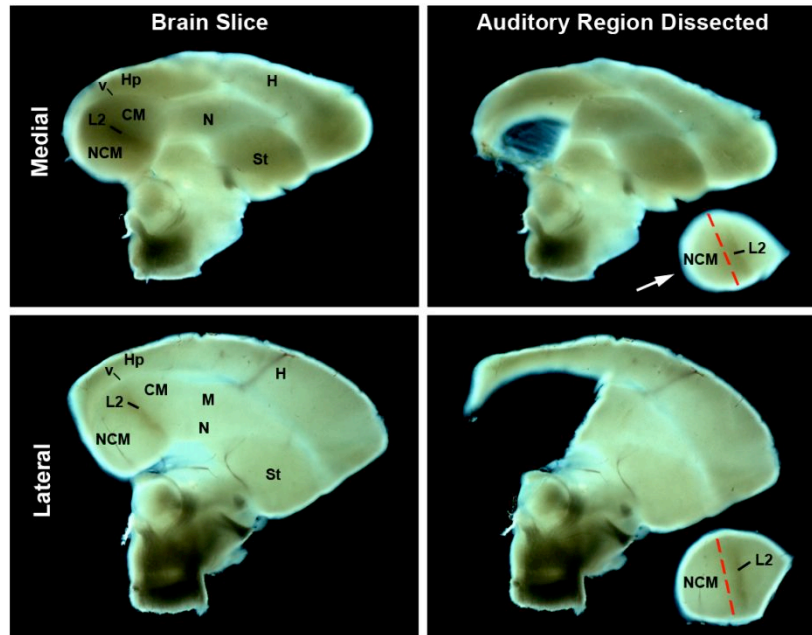 Brain Slice
Auditory Region Dissected
Medial
v
Hp
H
L2
CM
N
NCM
St
NCM
L2
Lateral
v
Hp
H
CM
L2
M
NCM
N
St
NCM
L2